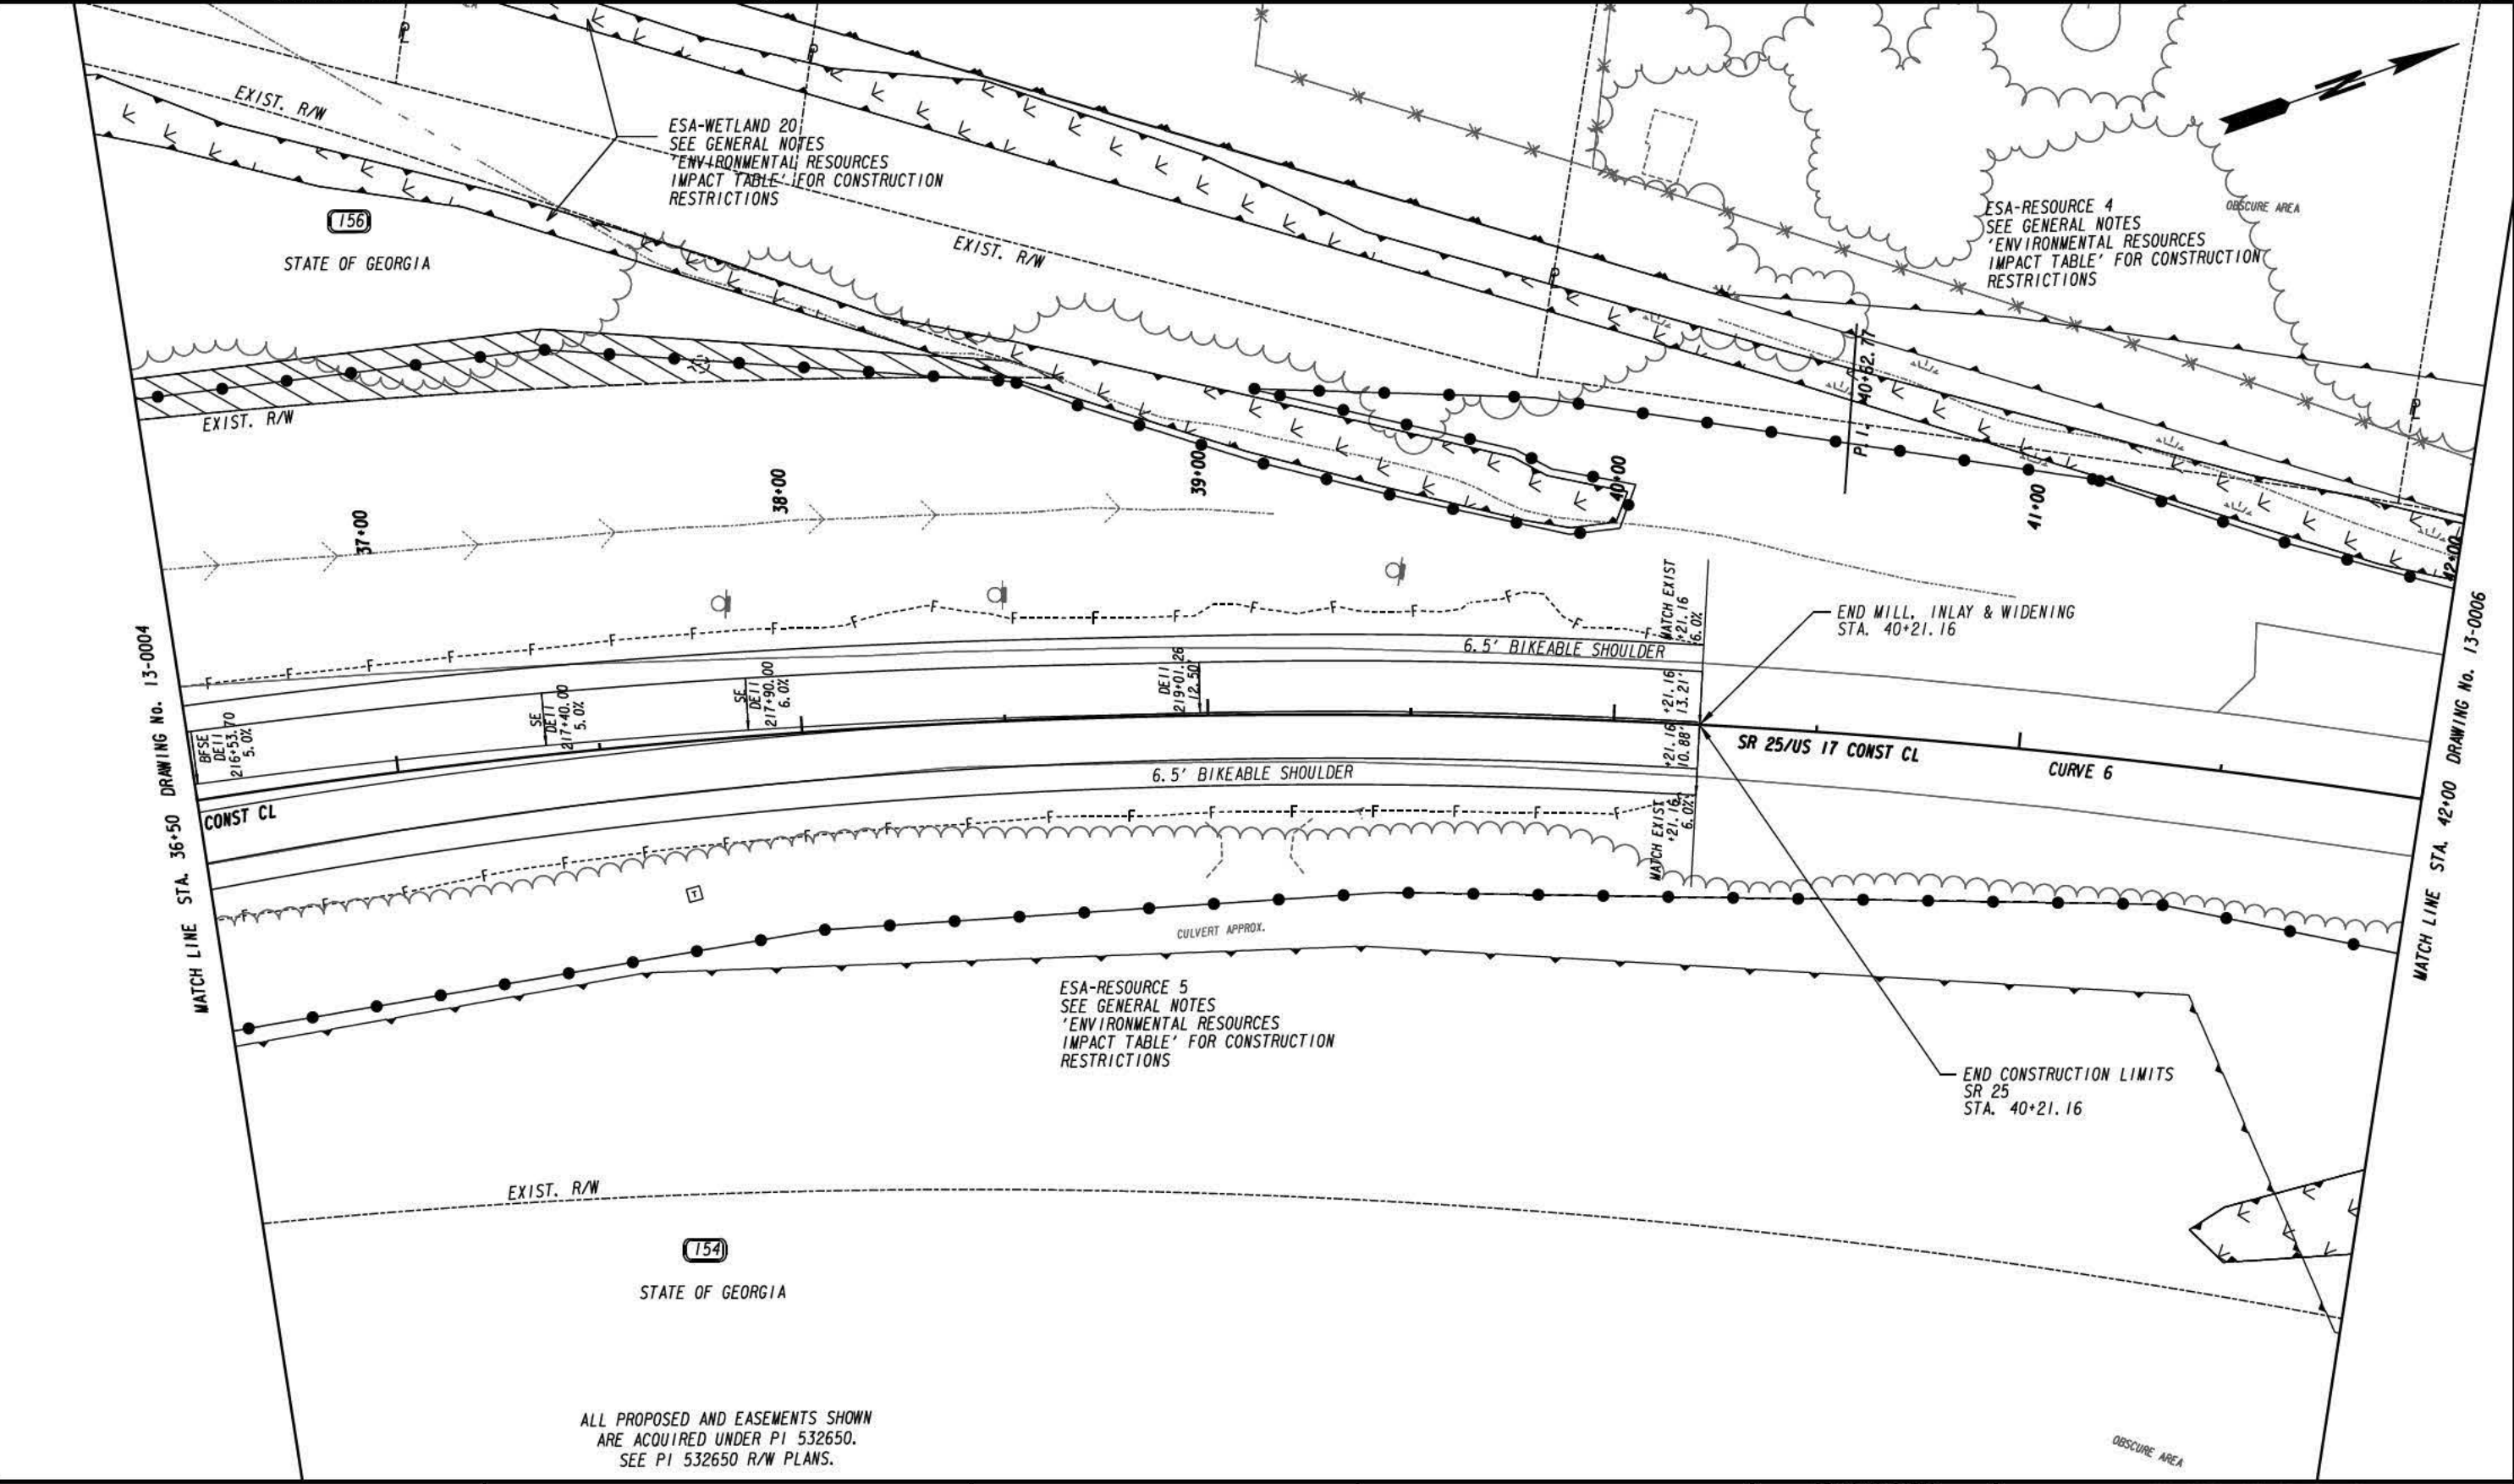 EXIST. R/W
ESA-WETLAND 20
SEE GENERAL NOTES
'ENVIRONMENTAL RESOURCES
IMPACT TABLE' FOR CONSTRUCTION
RESTRICTIONS
156
STATE OF GEORGIA
EXIST. R/W
ESA-RESOURCE 4
SEE GENERAL NOTES
'ENVIRONMENTAL RESOURCES
IMPACT TABLE' FOR CONSTRUCTION
RESTRICTIONS
OBSCURE AREA
N
P.I. 40+62.77
EXIST. R/W
37+00
38+00
39+00
40+00
41+00
42+00
MATCH EXIST
+21.16
6.0%
END MILL, INLAY & WIDENING
STA. 40+21.16
6.5' BIKEABLE SHOULDER
BFSE
DE11
216+53.70
5.0%
SE
DE11
217+40.00
5.0%
SE
DE11
217+90.00
6.0%
DE11
219+01.26
12.50'
+21.16
13.21'
+21.16
10.88'
SR 25/US 17 CONST CL
CURVE 6
CONST CL
6.5' BIKEABLE SHOULDER
MATCH EXIST
+21.16
6.0%
T
CULVERT APPROX.
MATCH LINE STA. 36+50 DRAWING No. 13-0004
MATCH LINE STA. 42+00 DRAWING No. 13-0006
ESA-RESOURCE 5
SEE GENERAL NOTES
'ENVIRONMENTAL RESOURCES
IMPACT TABLE' FOR CONSTRUCTION
RESTRICTIONS
END CONSTRUCTION LIMITS
SR 25
STA. 40+21.16
EXIST. R/W
154
STATE OF GEORGIA
ALL PROPOSED AND EASEMENTS SHOWN
ARE ACQUIRED UNDER PI 532650.
SEE PI 532650 R/W PLANS.
OBSCURE AREA